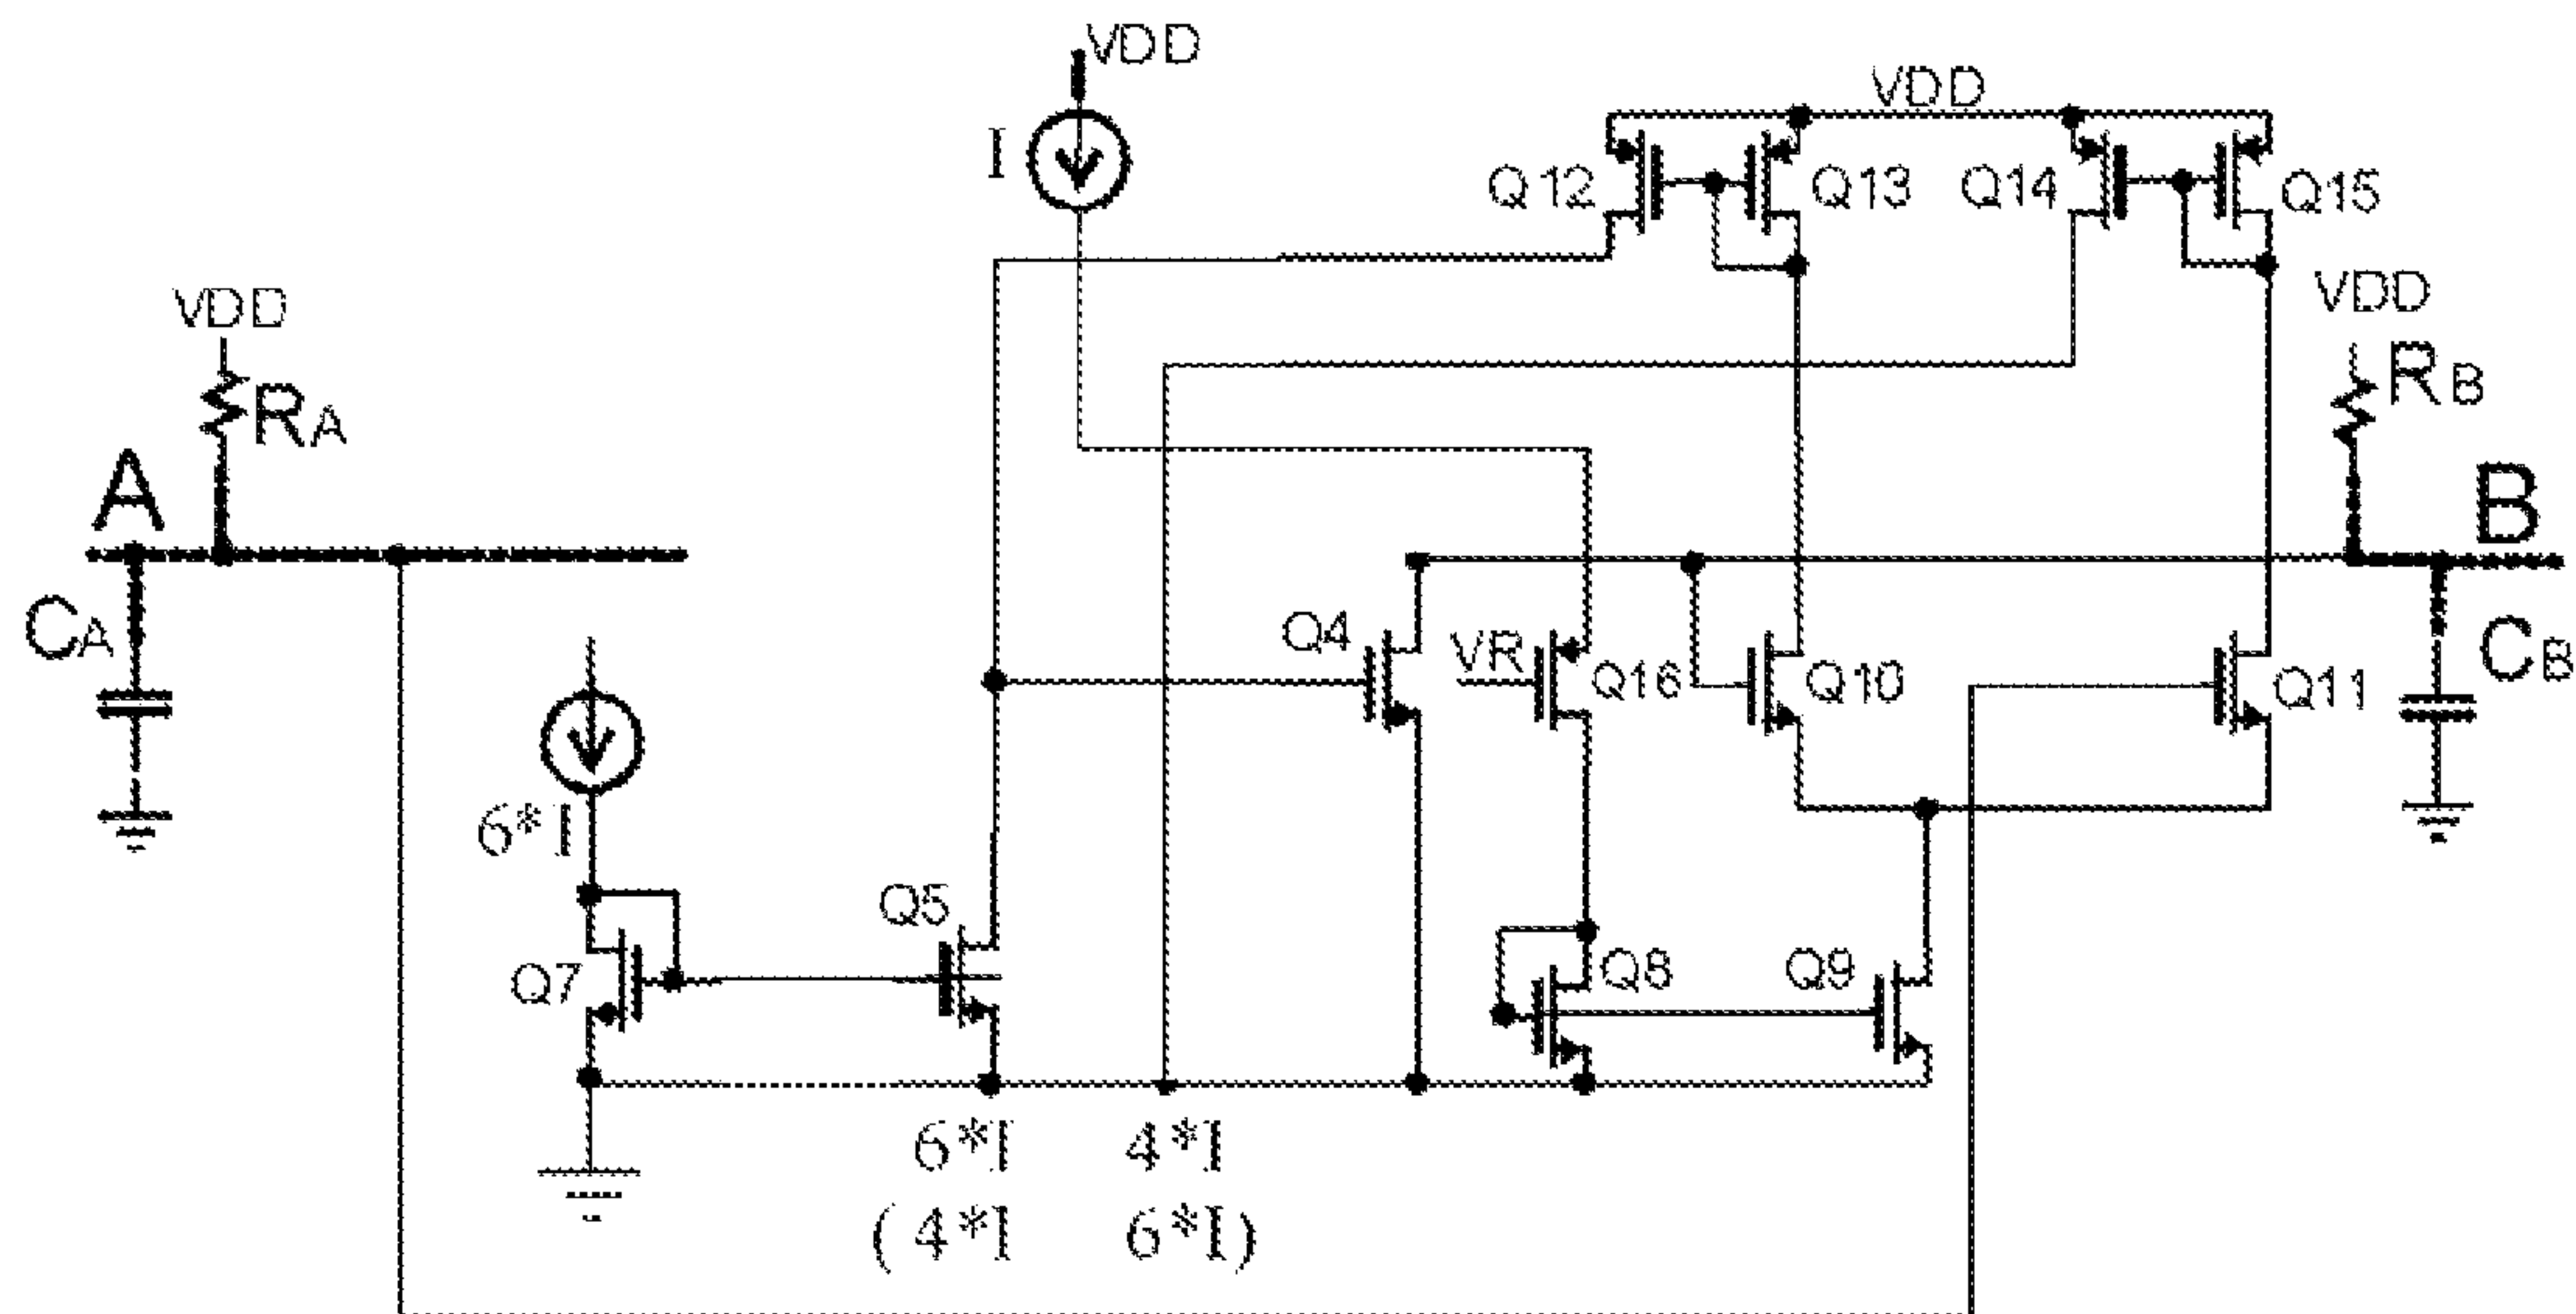 VDD
I
VDD
Q12
Q13
Q14
Q15
VDD
RA
VDD
RB
A
B
CA
Q4
VR
Q16
Q10
Q11
CB
6*I
Q5
Q7
Q8
Q9
6*I 4*I
(4*I 6*I)